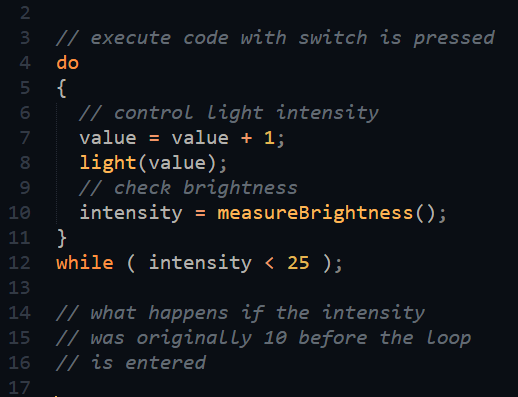 2
3 // execute code with switch is pressed
4 do
5 {
6 // control light intensity
7 value = value + 1;
8 light(value);
9 // check brightness
10 intensity = measureBrightness();
11 }
12 while ( intensity < 25 );
13
14 // what happens if the intensity
15 // was originally 10 before the loop
16 // is entered
17